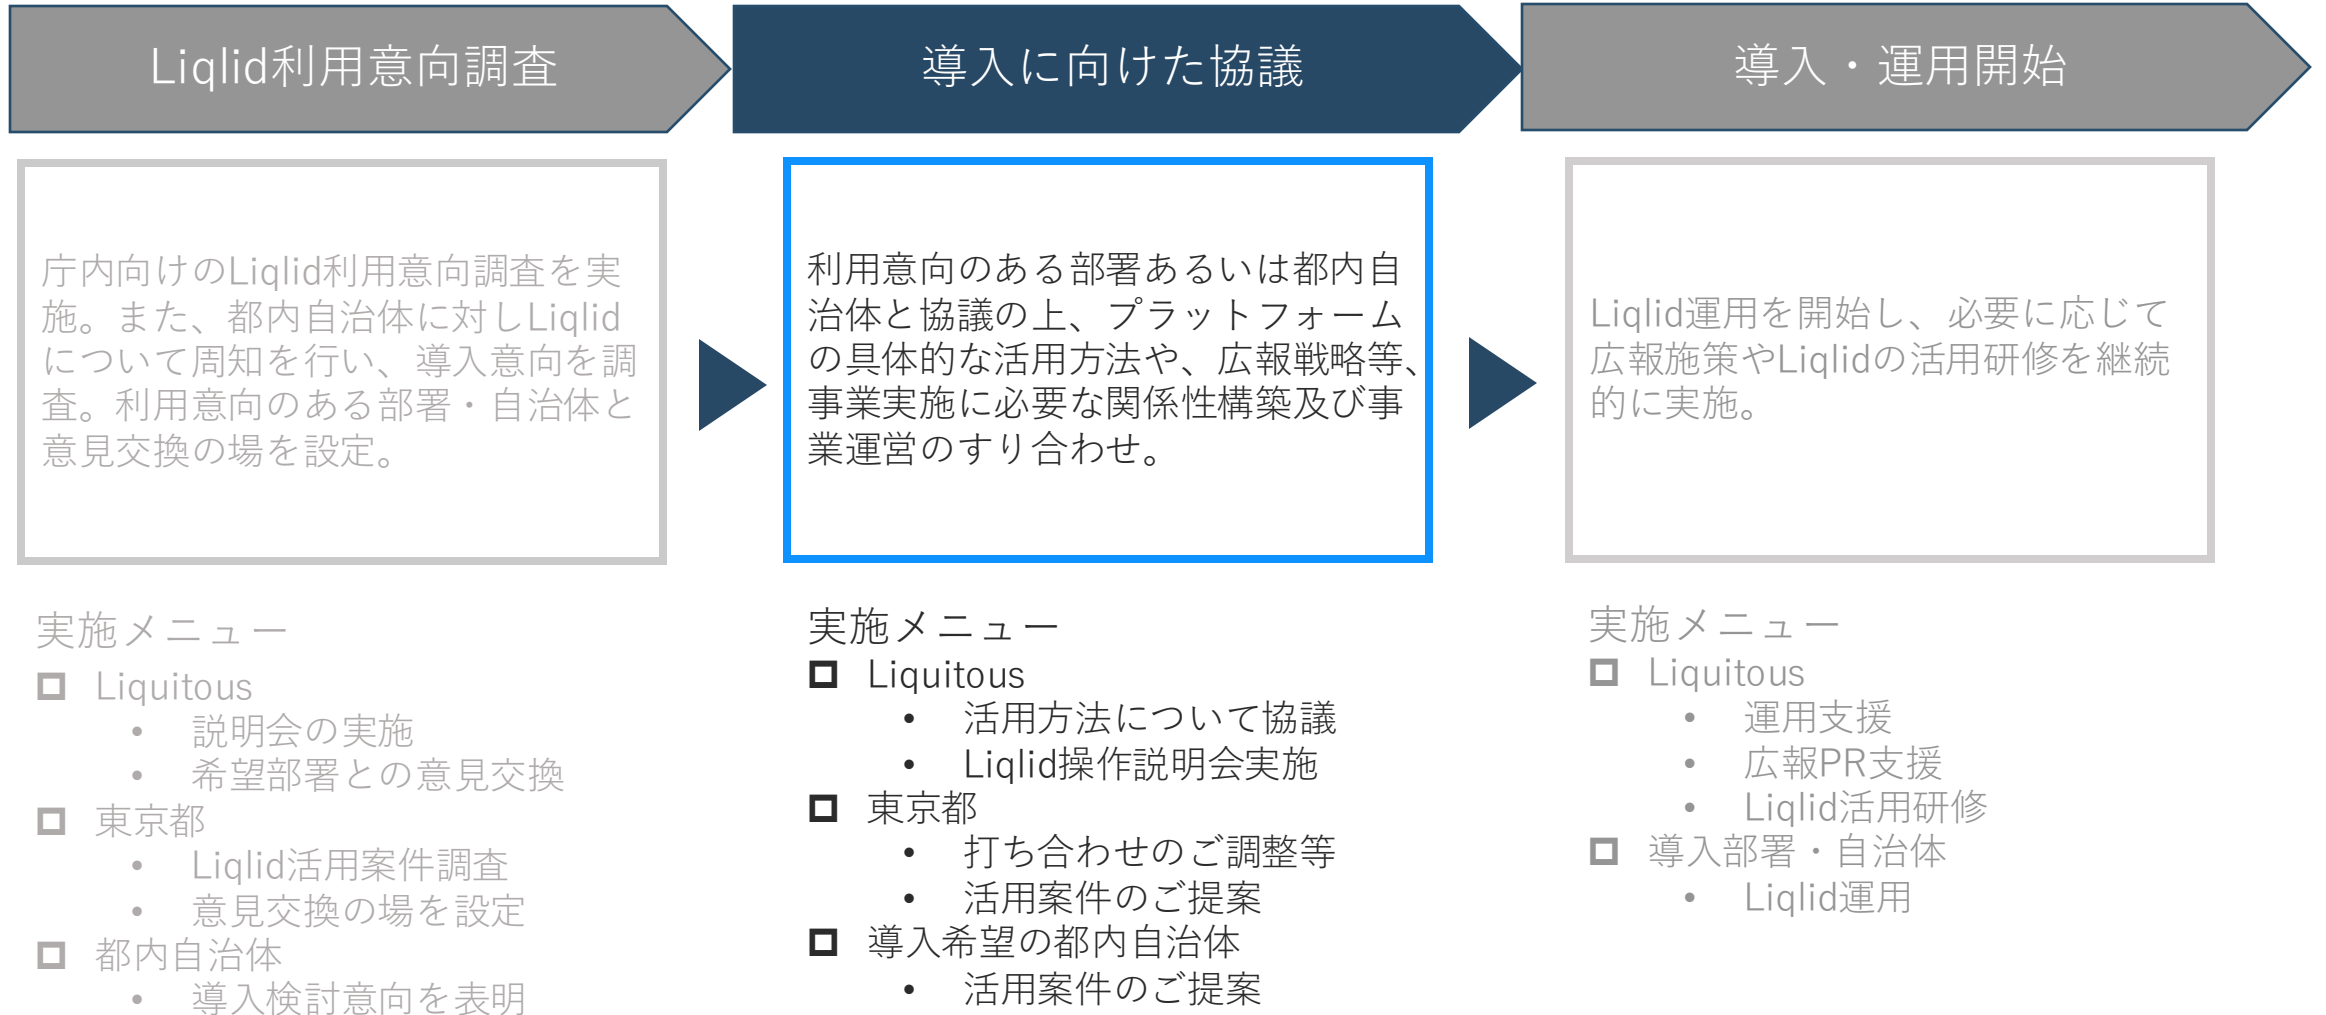 Liqlid利用意向調査
導入に向けた協議
導入・運用開始
庁内向けのLiqlid利用意向調査を実
施。また、都内自治体に対しLiqlid
について周知を行い、導入意向を調
査。利用意向のある部署・自治体と
意見交換の場を設定。
利用意向のある部署あるいは都内自
治体と協議の上、プラットフォーム
の具体的な活用方法や、広報戦略等、
事業実施に必要な関係性構築及び事
業運営のすり合わせ。
Liqlid運用を開始し、必要に応じて
広報施策やLiqlidの活用研修を継続
的に実施。
実施メニュー
Liquitous
• 説明会の実施
• 希望部署との意見交換
東京都
• Liqlid活用案件調査
• 意見交換の場を設定
都内自治体
• 導入検討意向を表明
実施メニュー
Liquitous
• 活用方法について協議
• Liqlid操作説明会実施
東京都
• 打ち合わせのご調整等
• 活用案件のご提案
導入希望の都内自治体
• 活用案件のご提案
実施メニュー
Liquitous
• 運用支援
• 広報PR支援
• Liqlid活用研修
導入部署・自治体
• Liqlid運用